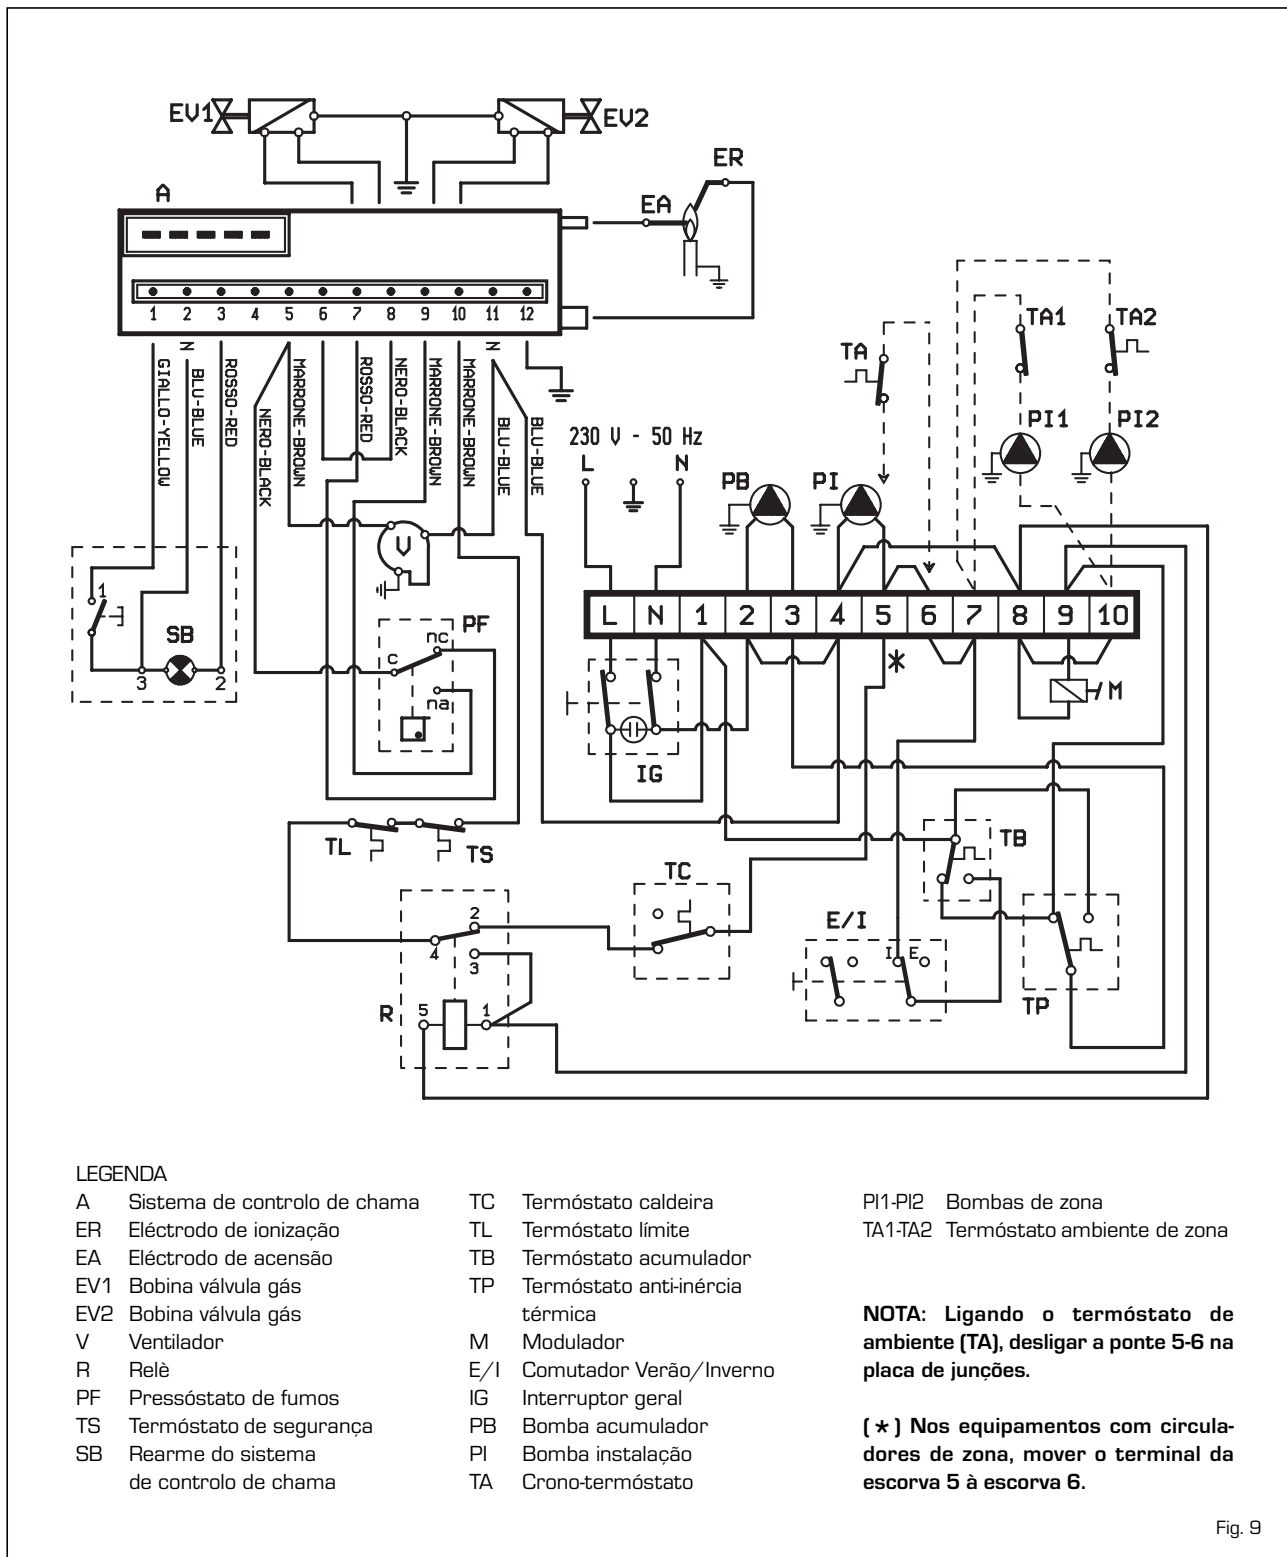 EV1
EV2
ER
EA
A
1 2 3 4 5 6 7 8 9 10 11 12
N
N
GIALLO-YELLOW
BLU-BLUE
ROSSO-RED
NERO-BLACK
MARRONE-BROWN
ROSSO-RED
NERO-BLACK
MARRONE-BROWN
MARRONE-BROWN
BLU-BLUE
BLU-BLUE
TA
TA1
TA2
PI1
PI2
230 V - 50 Hz
L
N
PB
PI
V
1
SB
3
2
PF
nc
c
na
L N 1 2 3 4 5 6 7 8 9 10
*
M
IG
TL
TS
TC
TB
E/I
I
E
TP
2
4
3
R
5
1
LEGENDA
A Sistema de controlo de chama
ER Eléctrodo de ionização
EA Eléctrodo de acensão
EV1 Bobina válvula gás
EV2 Bobina válvula gás
V Ventilador
R Relè
PF Pressóstato de fumos
TS Termóstato de segurança
SB Rearme do sistema
de controlo de chama
TC Termóstato caldeira
TL Termóstato límite
TB Termóstato acumulador
TP Termóstato anti-inércia
térmica
M Modulador
E/I Comutador Verão/Inverno
IG Interruptor geral
PB Bomba acumulador
PI Bomba instalação
TA Crono-termóstato
PI1-PI2 Bombas de zona
TA1-TA2 Termóstato ambiente de zona
NOTA: Ligando o termóstato de
ambiente (TA), desligar a ponte 5-6 na
placa de junções.
(*) Nos equipamentos com circula-
dores de zona, mover o terminal da
escorva 5 à escorva 6.
Fig. 9